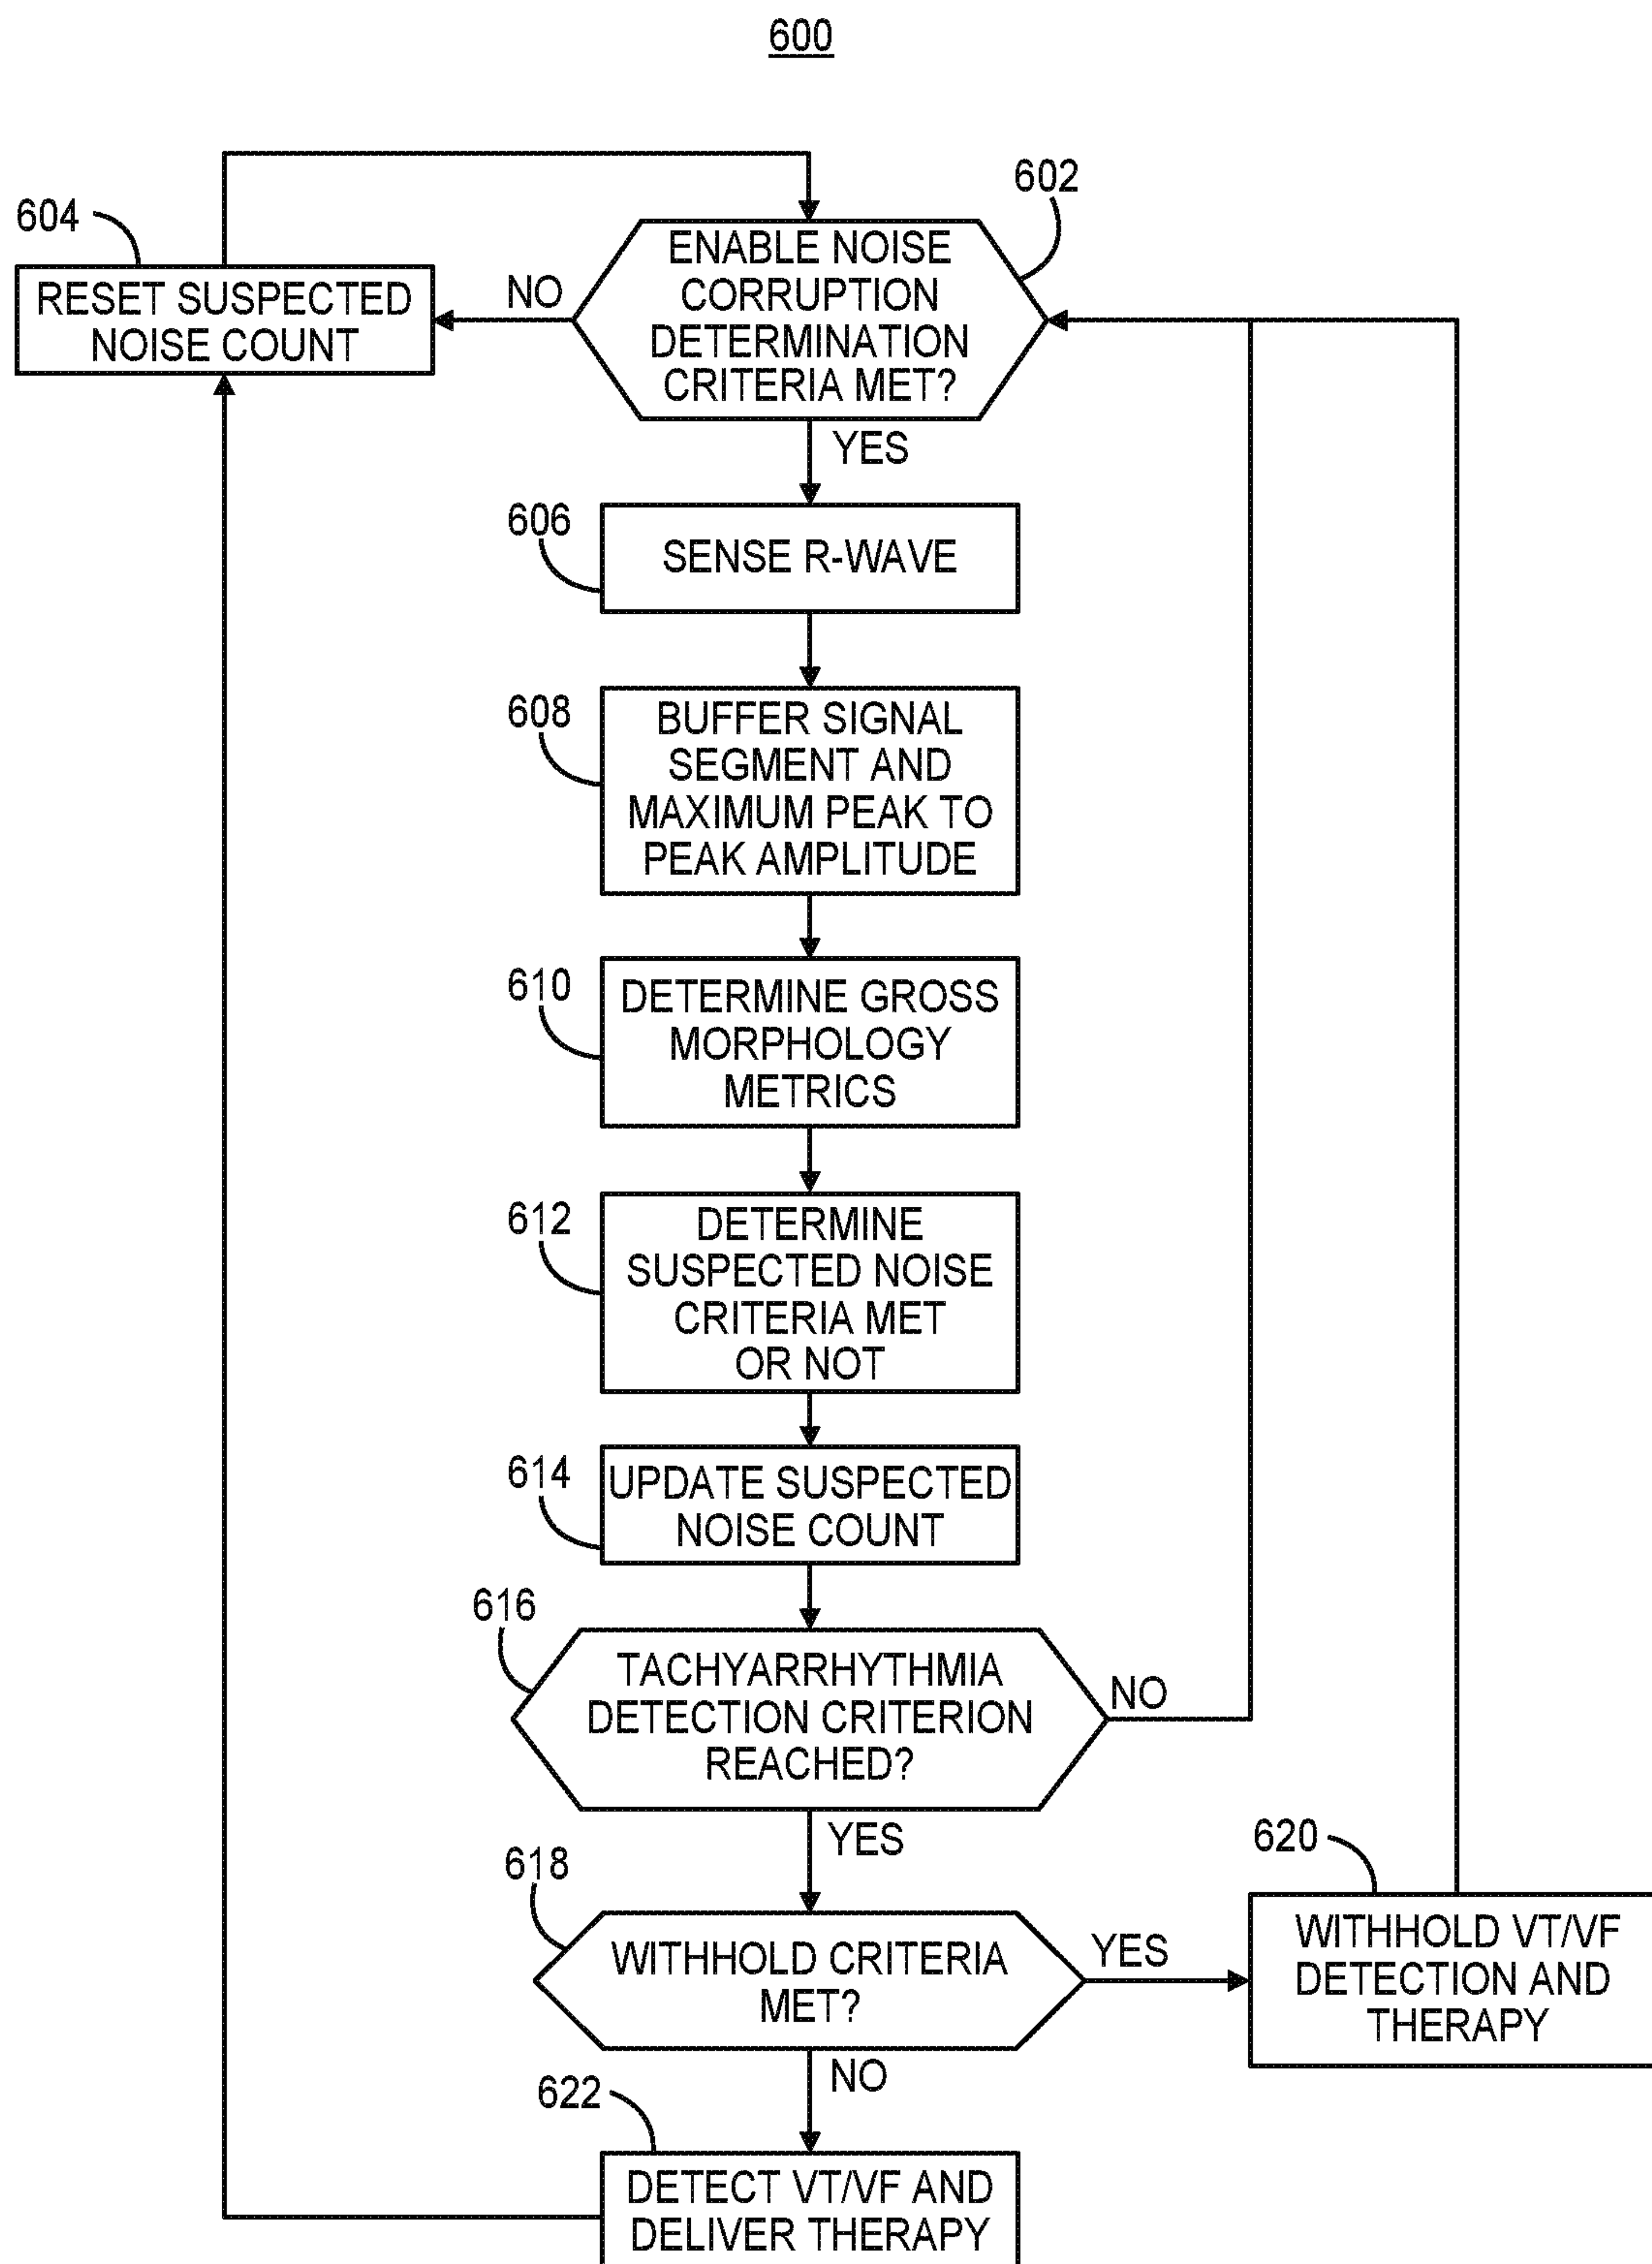 600
602
604
ENABLE NOISE
CORRUPTION
DETERMINATION
CRITERIA MET?
NO
RESET SUSPECTED
NOISE COUNT
YES
606
SENSE R-WAVE
608
BUFFER SIGNAL
SEGMENT AND
MAXIMUM PEAK TO
PEAK AMPLITUDE
610
DETERMINE GROSS
MORPHOLOGY
METRICS
612
DETERMINE
SUSPECTED NOISE
CRITERIA MET
OR NOT
614
UPDATE SUSPECTED
NOISE COUNT
616
TACHYARRHYTHMIA
DETECTION CRITERION
REACHED?
NO
YES
618
WITHHOLD CRITERIA
MET?
YES
620
WITHHOLD VT/VF
DETECTION AND
THERAPY
NO
622
DETECT VT/VF AND
DELIVER THERAPY